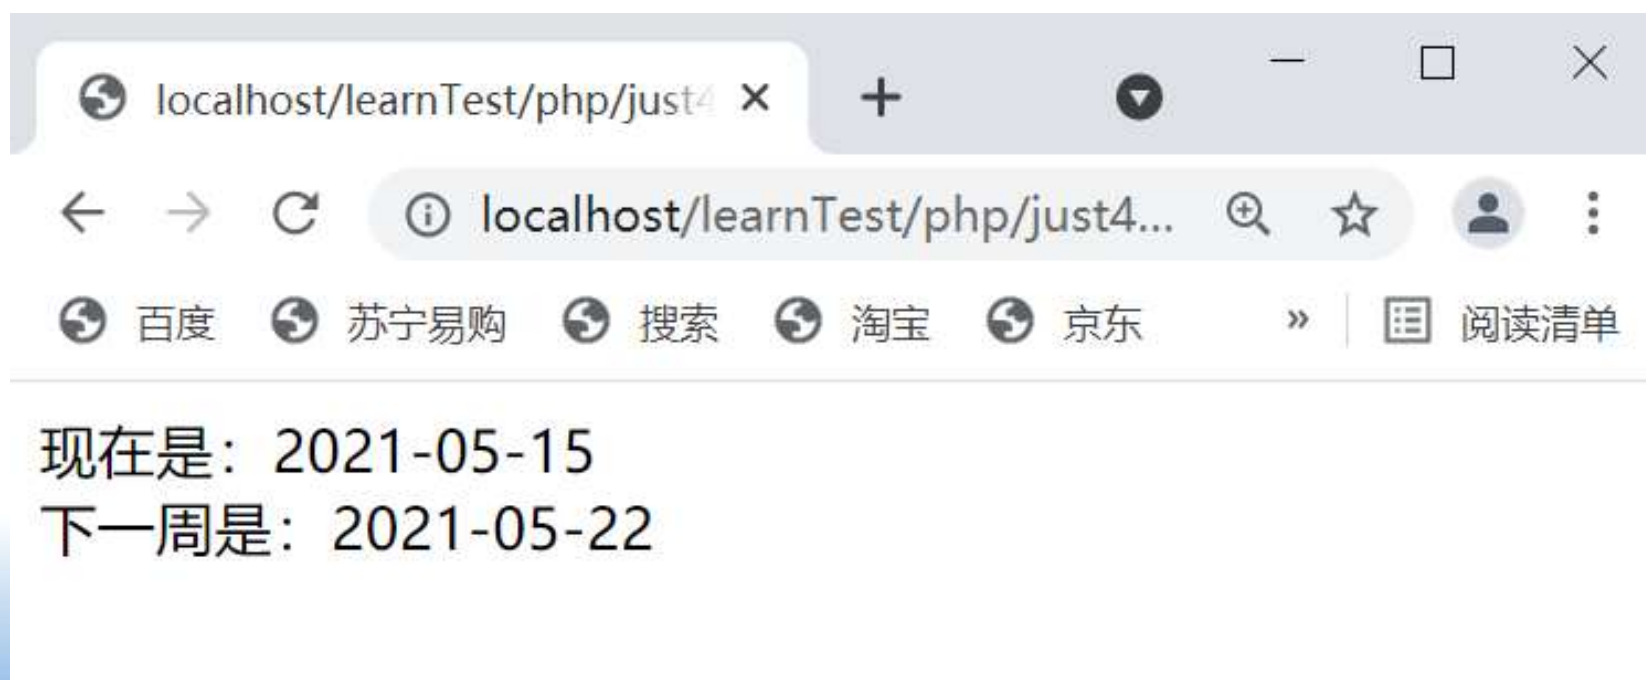 localhost/learnTest/php/just4
localhost/learnTest/php/just4...
百度 苏宁易购 搜索 淘宝 京东 » 阅读清单
现在是：2021-05-15
下一周是：2021-05-22